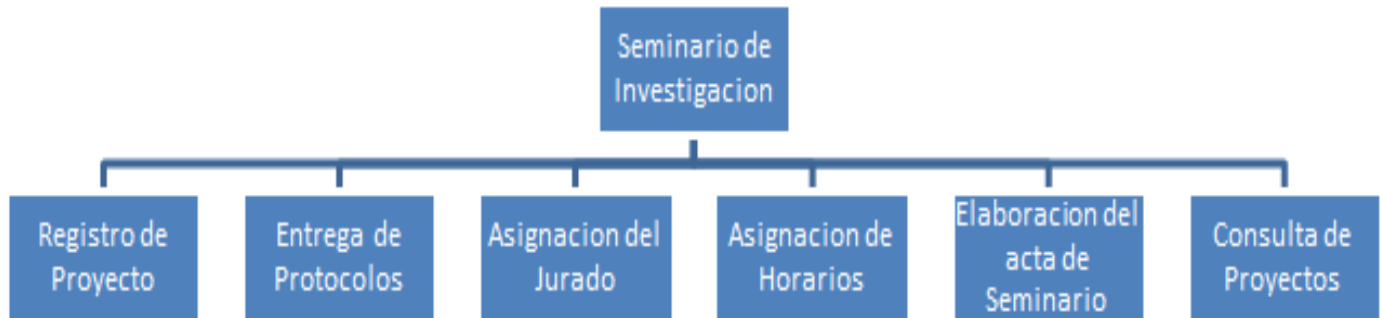 Seminario de
Investigacion
Registro de
Proyecto
Entrega de
Protocolos
Asignacion del
Jurado
Asignacion de
Horarios
Elaboracion del
acta de
Seminario
Consulta de
Proyectos